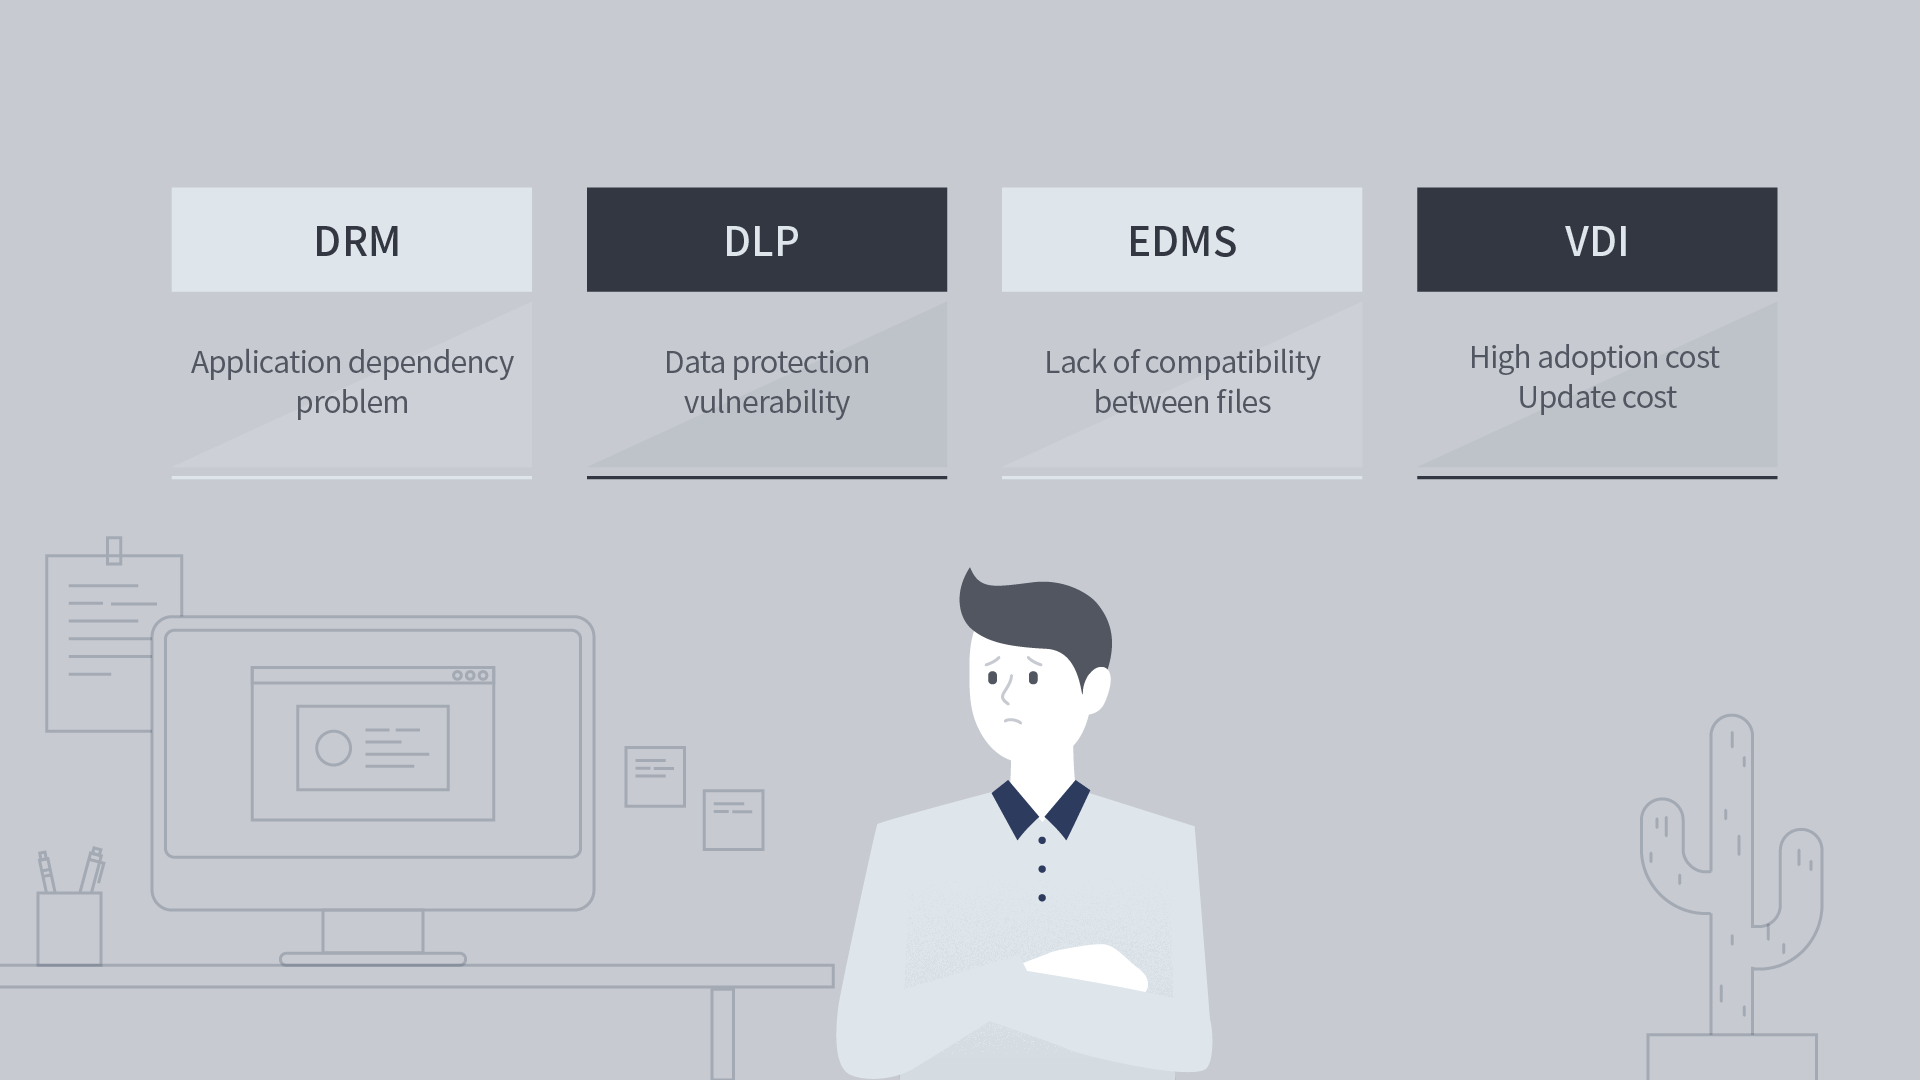 DRM
Application dependency
problem
DLP
Data protection
vulnerability
EDMS
Lack of compatibility
between files
VDI
High adoption cost
Update cost